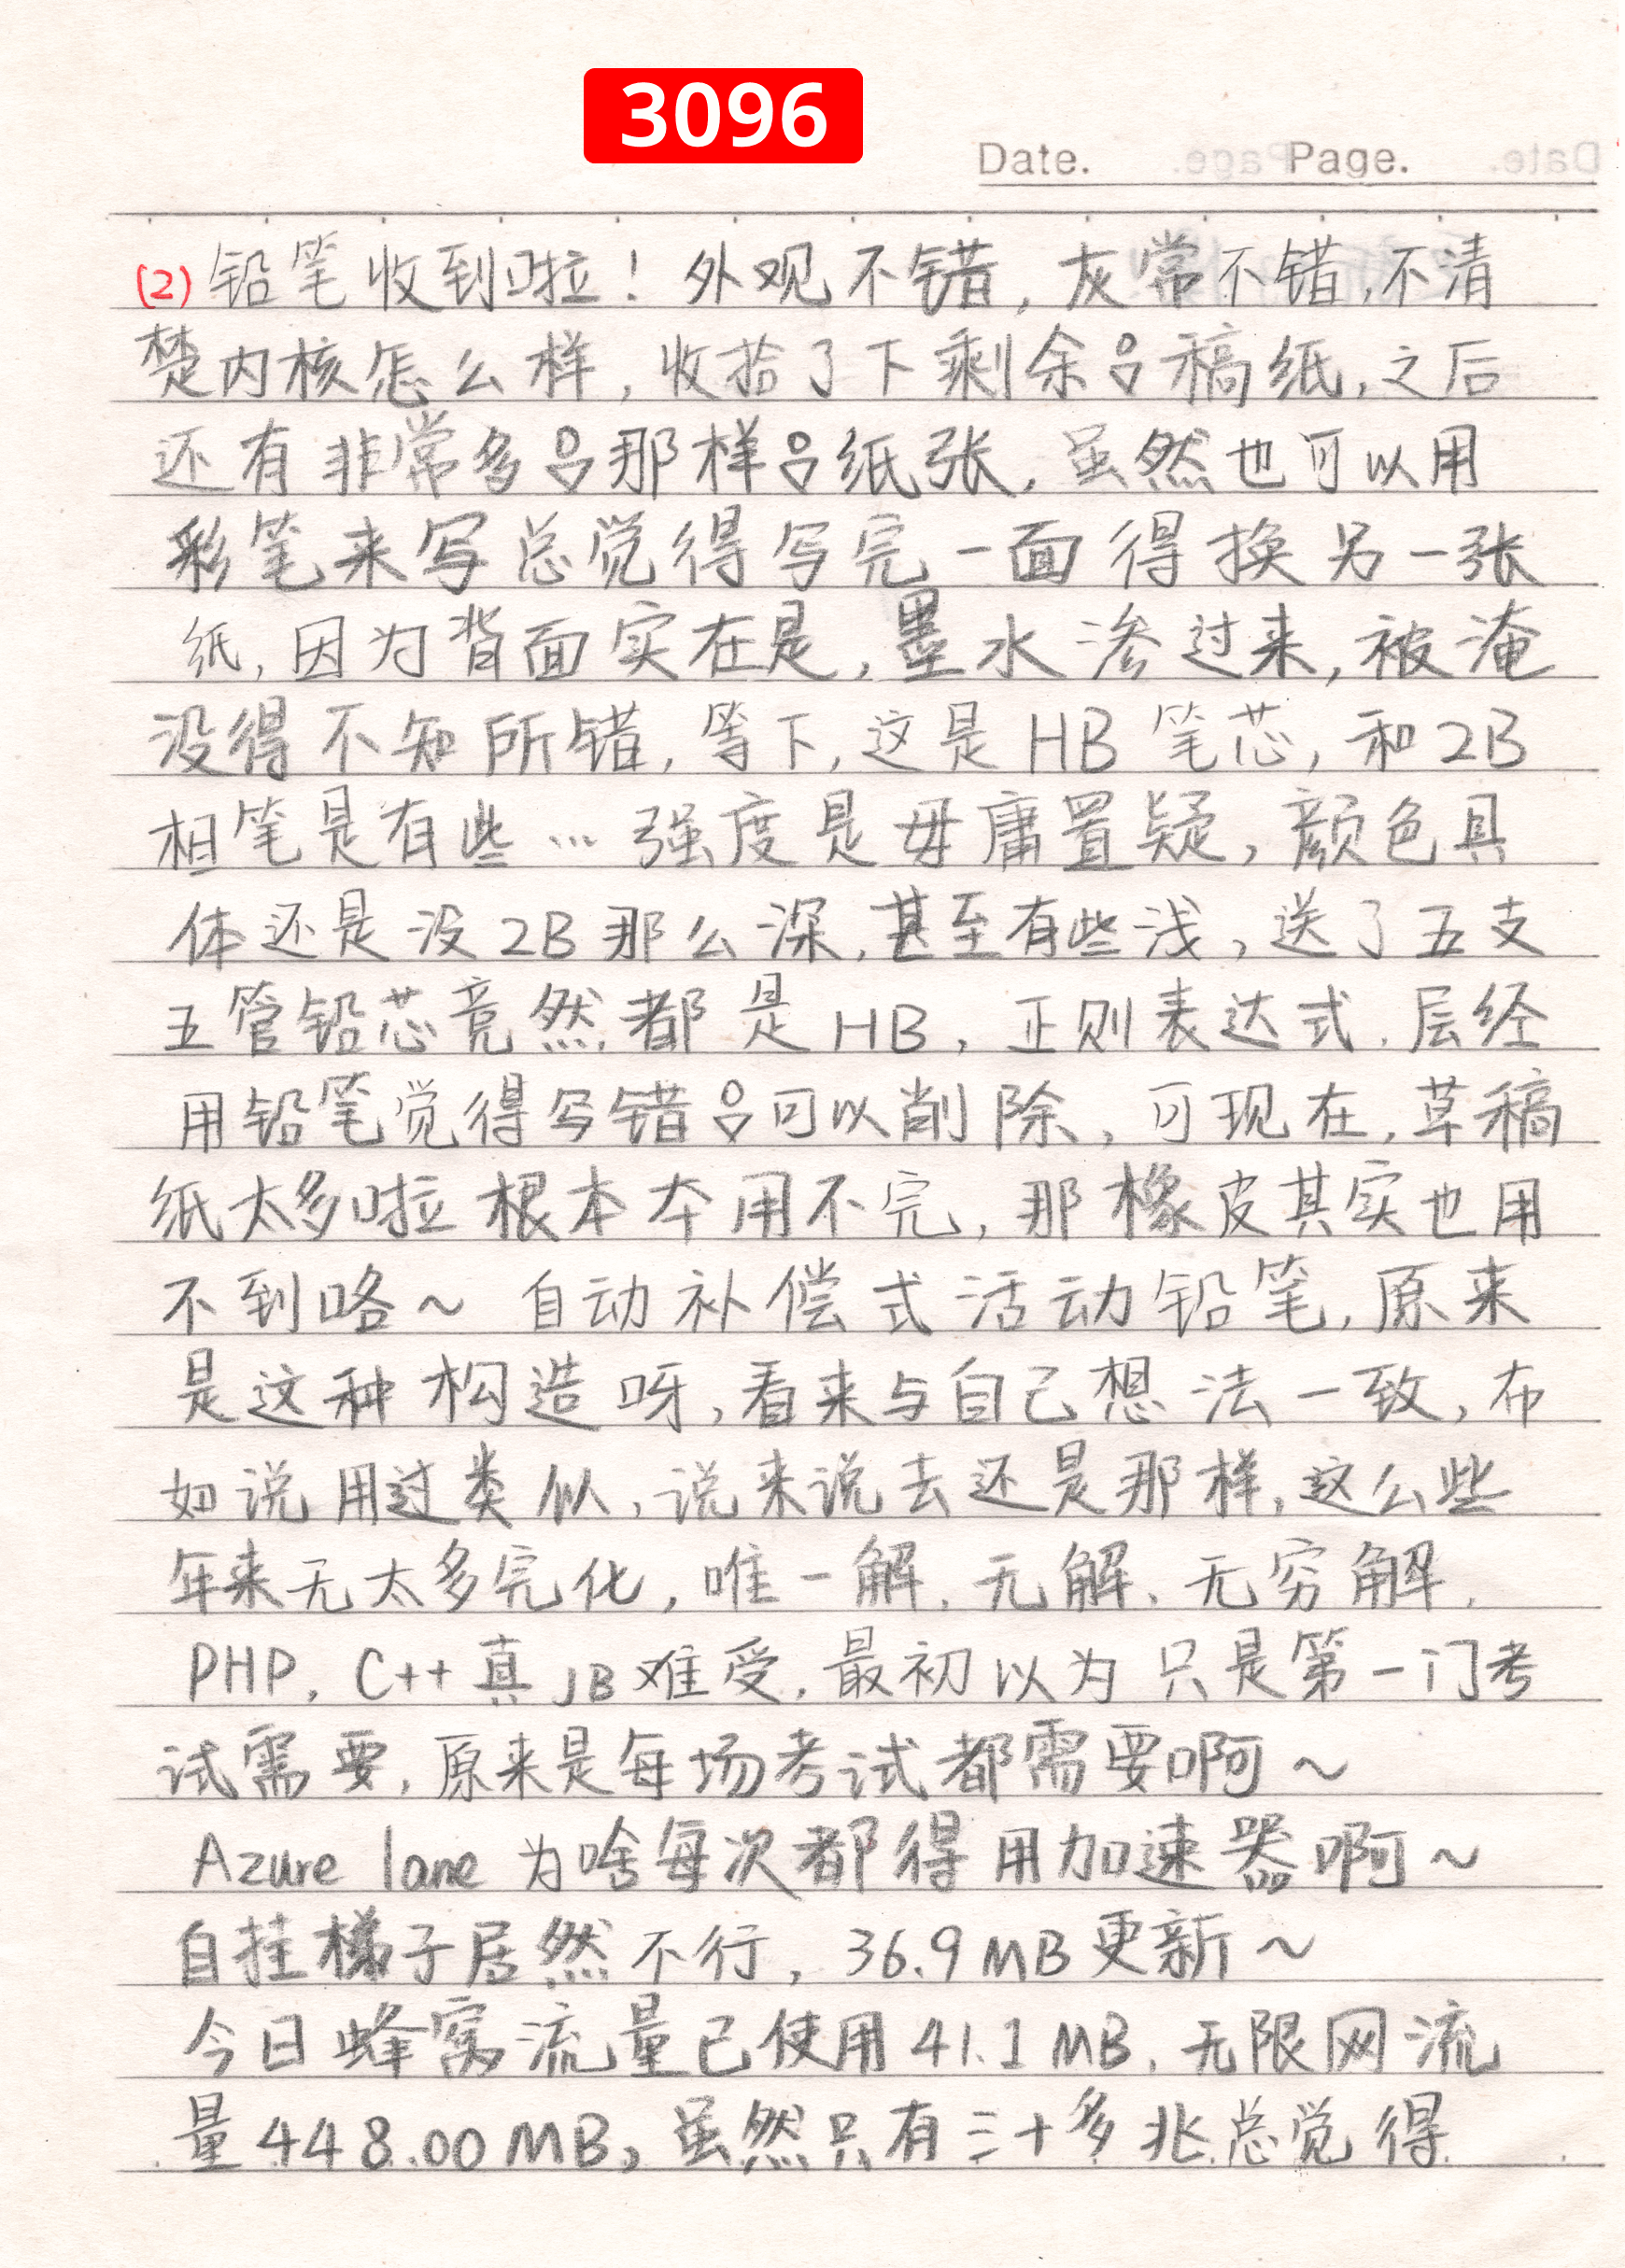 3096
Date. Page.
(2) 铅笔收到啦！外观不错，灰常不错，不清
楚内核怎么样，收拾了下剩余吕稿纸，之后
还有非常多吕那样吕纸张，虽然也可以用
彩笔来写总觉得写完一面得换另一张
纸，因为背面实在是，墨水渗过来，被淹
没得不知所错，等下，这是HB笔芯，和2B
相笔是有些…强度是毋庸置疑，颜色具
体还是没2B那么深，甚至有些浅，送了五支
五管铅芯竟然都是HB，正则表达式．层经
用铅笔觉得写错吕可以削除，可现在，草稿
纸太多啦根本本用不完，那橡皮其实也用
不到咯～ 自动补偿式活动铅笔，原来
是这种构造呀，看来与自己想法一致，布
如说用过类似，说来说去还是那样，这么些
年来无太多完化，唯一解．无解、无穷解．
PHP，C++真JB难受．最初以为只是第一门考
试需要，原来是每场考试都需要啊～
Azure lane 为啥每次都得用加速器啊～
自挂梯子居然不行，36.9MB更新～
今日蜂窝流量已使用41.1MB．无限网流
量448.00MB，虽然只有三十多兆．总觉得